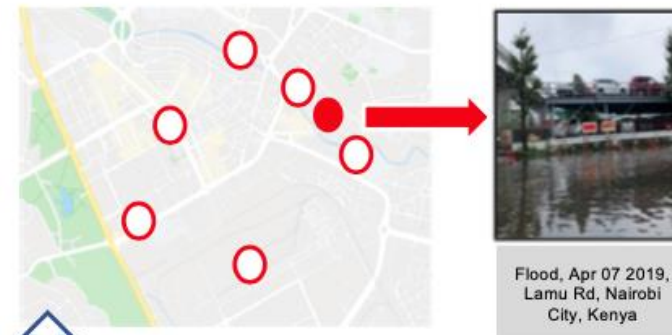 Flood, Apr 07 2019,
Lamu Rd, Nairobi
City, Kenya